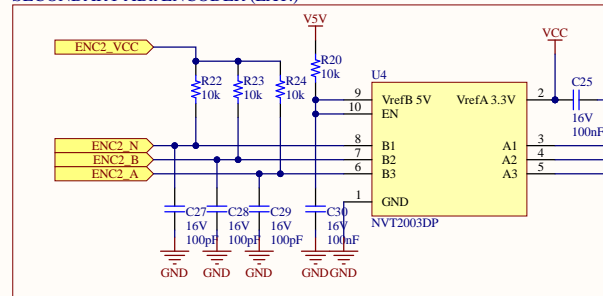 V5V
VCC
ENC2_VCC
R20
10k
R22
10k
R23
10k
R24
10k
U4
C25
16V
100nF
9
VrefB 5V
VrefA 3.3V
2
10
EN
ENC2_N
8
B1
A1
3
ENC2_B
7
B2
A2
4
ENC2_A
6
B3
A3
5
1
GND
NVT2003DP
C27
16V
100pF
C28
16V
100pF
C29
16V
100pF
C30
16V
100nF
GND
GND
GND
GND
GND